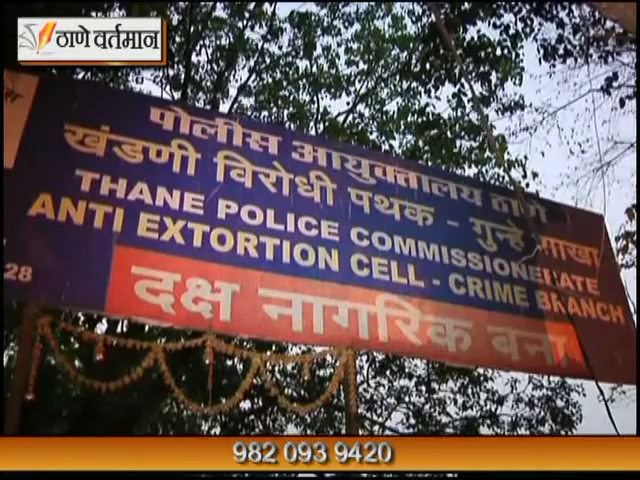 ठाणे वर्तमान
पोलीस आयुक्तालय ठाणे
खंडणी विरोधी पथक - गुन्हे शाखा
THANE POLICE COMMISSIONERATE
ANTI EXTORTION CELL - CRIME BRANCH
28
दक्ष नागरिक बना
982 093 9420